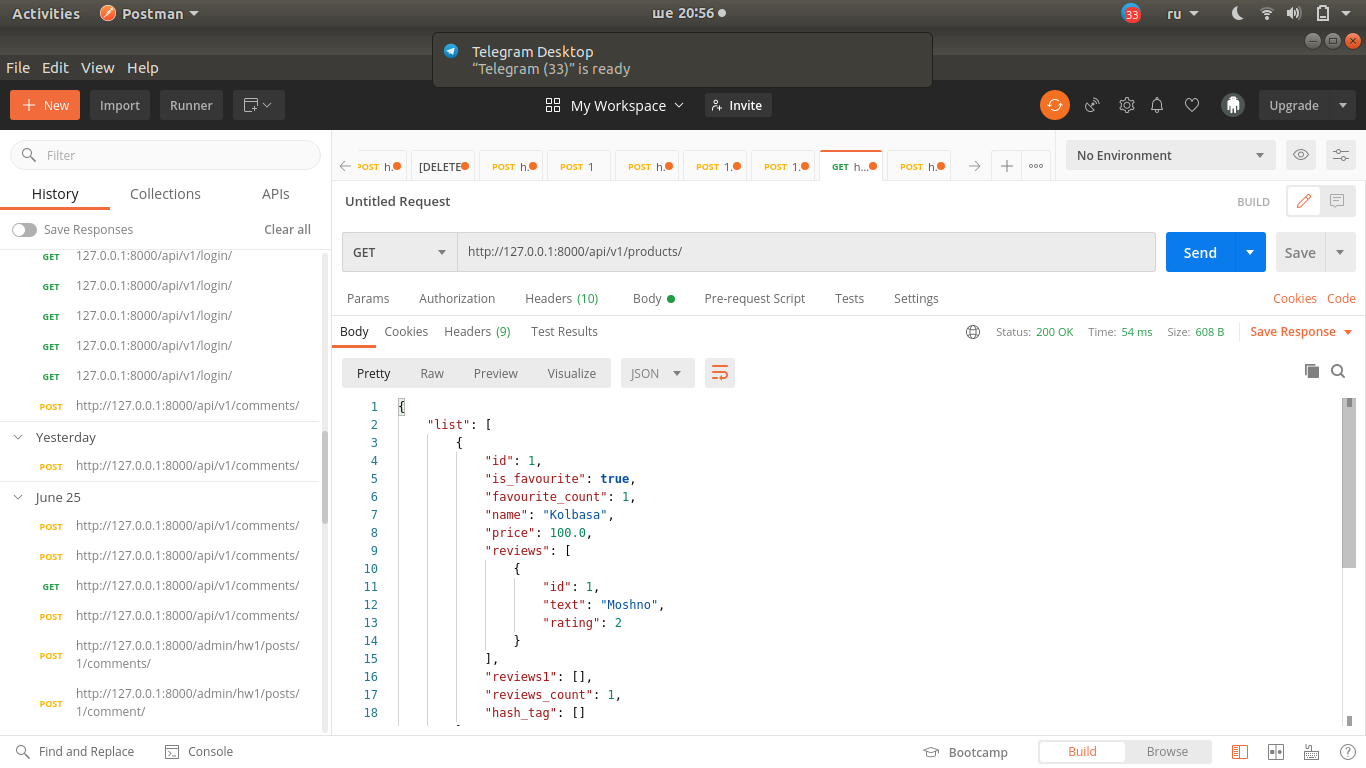 Activities Postman ше 20:56 33 ru
Telegram Desktop
“Telegram (33)” is ready
File Edit View Help
New Import Runner My Workspace Invite Upgrade
Filter
History Collections APIs
Save Responses Clear all
GET 127.0.0.1:8000/api/v1/login/
GET 127.0.0.1:8000/api/v1/login/
GET 127.0.0.1:8000/api/v1/login/
GET 127.0.0.1:8000/api/v1/login/
GET 127.0.0.1:8000/api/v1/login/
POST http://127.0.0.1:8000/api/v1/comments/
Yesterday
POST http://127.0.0.1:8000/api/v1/comments/
June 25
POST http://127.0.0.1:8000/api/v1/comments/
POST http://127.0.0.1:8000/api/v1/comments/
GET http://127.0.0.1:8000/api/v1/comments/
POST http://127.0.0.1:8000/api/v1/comments/
POST http://127.0.0.1:8000/admin/hw1/posts/
1/comments/
POST http://127.0.0.1:8000/admin/hw1/posts/
1/comment/
POST h. [DELETE POST h. POST 1 POST h. POST 1. POST 1. GET h... POST h.
No Environment
Untitled Request BUILD
GET http://127.0.0.1:8000/api/v1/products/ Send Save
Params Authorization Headers (10) Body Pre-request Script Tests Settings Cookies Code
Body Cookies Headers (9) Test Results Status: 200 OK Time: 54 ms Size: 608 B Save Response
Pretty Raw Preview Visualize JSON
1 {
2 "list": [
3 {
4 "id": 1,
5 "is_favourite": true,
6 "favourite_count": 1,
7 "name": "Kolbasa",
8 "price": 100.0,
9 "reviews": [
10 {
11 "id": 1,
12 "text": "Moshno",
13 "rating": 2
14 }
15 ],
16 "reviews1": [],
17 "reviews_count": 1,
18 "hash_tag": []
Find and Replace Console Bootcamp Build Browse